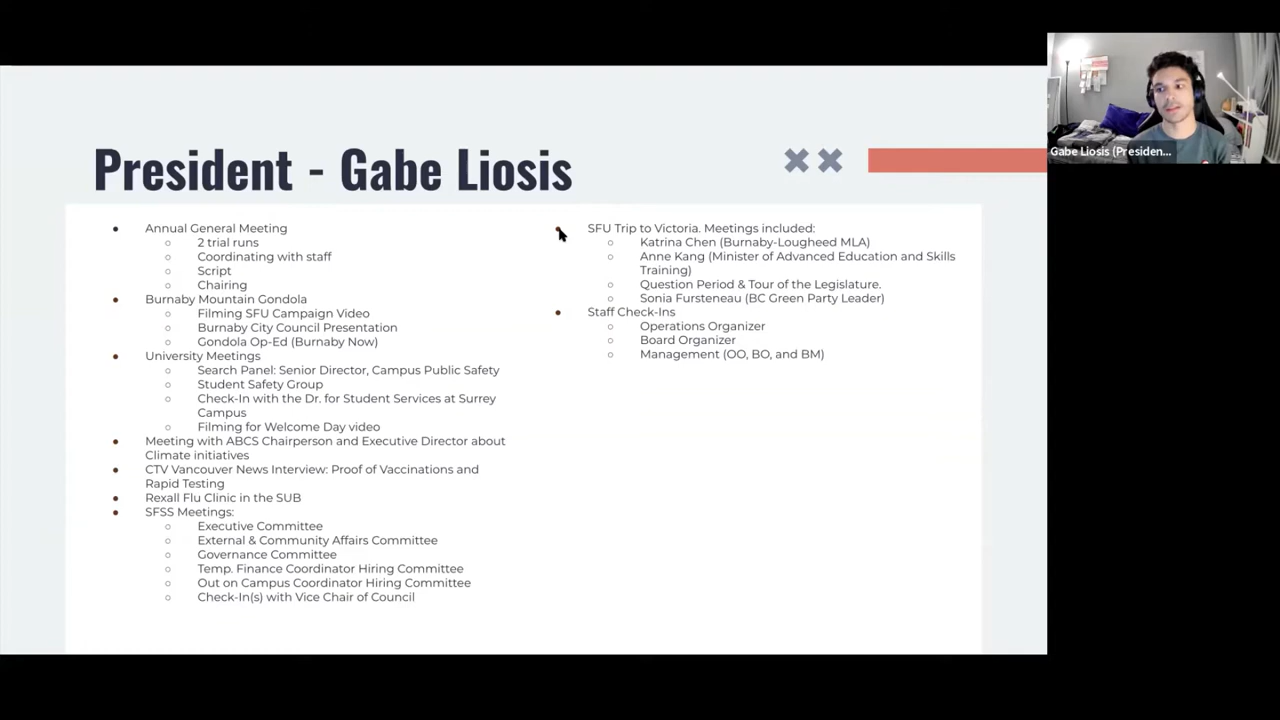 President - Gabe Liosis
Annual General Meeting
2 trial runs
Coordinating with staff
Script
Chairing
Burnaby Mountain Gondola
Filming SFU Campaign Video
Burnaby City Council Presentation
Gondola Op-Ed (Burnaby Now)
University Meetings
Search Panel: Senior Director, Campus Public Safety
Student Safety Group
Check-In with the Dr. for Student Services at Surrey
Campus
Filming for Welcome Day video
Meeting with ABCS Chairperson and Executive Director about
Climate initiatives
CTV Vancouver News Interview: Proof of Vaccinations and
Rapid Testing
Rexall Flu Clinic in the SUB
SFSS Meetings:
Executive Committee
External & Community Affairs Committee
Governance Committee
Temp. Finance Coordinator Hiring Committee
Out on Campus Coordinator Hiring Committee
Check-In(s) with Vice Chair of Council
SFU Trip to Victoria. Meetings included:
Katrina Chen (Burnaby-Lougheed MLA)
Anne Kang (Minister of Advanced Education and Skills
Training)
Question Period & Tour of the Legislature.
Sonia Fursteneau (BC Green Party Leader)
Staff Check-Ins
Operations Organizer
Board Organizer
Management (OO, BO, and BM)
Gabe Liosis (Presiden...